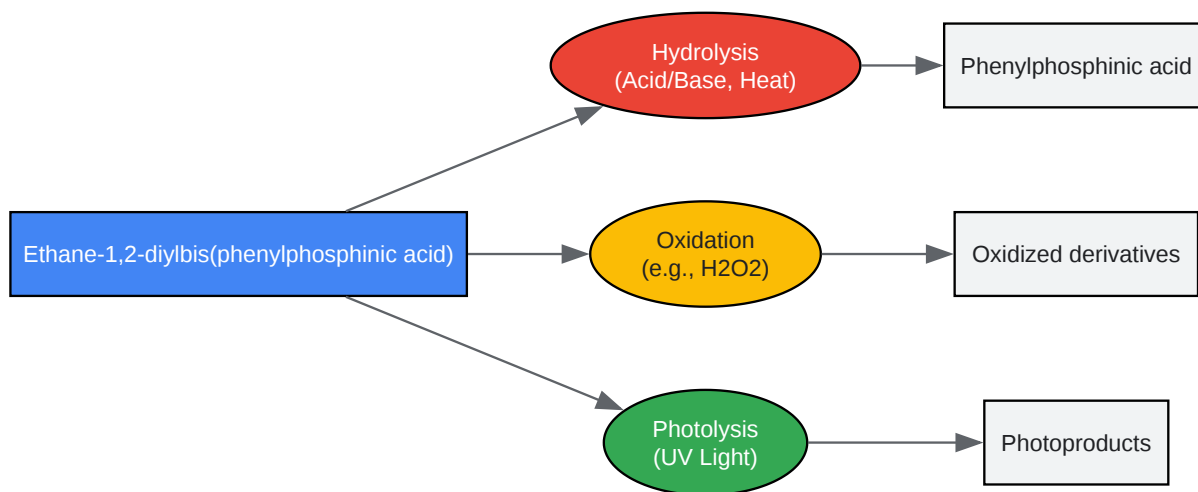 Hydrolysis
(Acid/Base, Heat)
Phenylphosphinic acid
Ethane-1,2-diylbis(phenylphosphinic acid)
Oxidation
(e.g., H2O2)
Oxidized derivatives
Photolysis
(UV Light)
Photoproducts